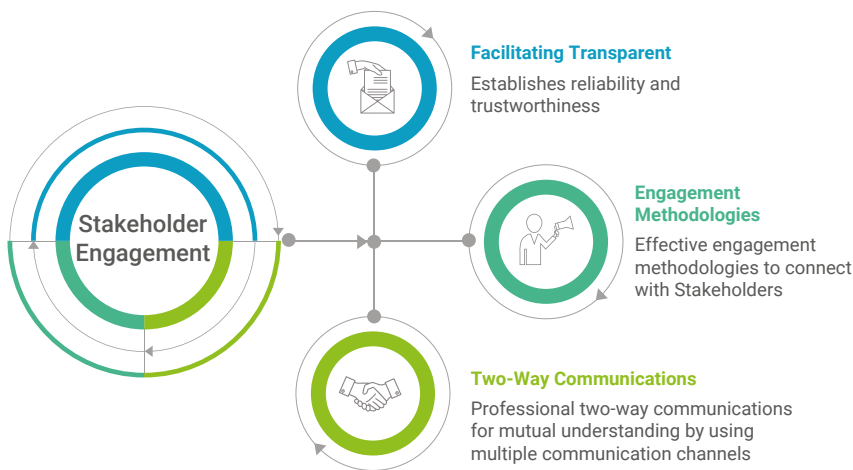 Stakeholder
Engagement
Facilitating Transparent
Establishes reliability and
trustworthiness
Engagement
Methodologies
Effective engagement
methodologies to connect
with Stakeholders
Two-Way Communications
Professional two-way communications
for mutual understanding by using
multiple communication channels